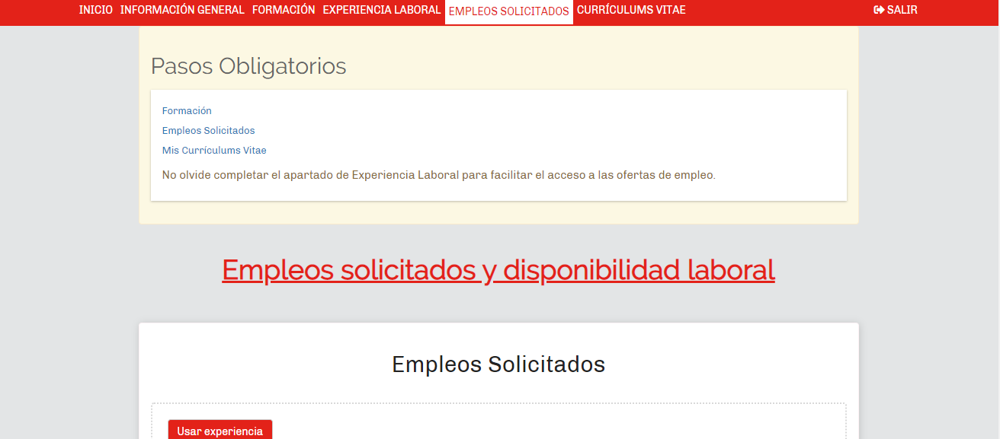 INICIO INFORMACIÓN GENERAL FORMACIÓN EXPERIENCIA LABORAL EMPLEOS SOLICITADOS CURRÍCULUMS VITAE SALIR
Pasos Obligatorios
Formación
Empleos Solicitados
Mis Currículums Vitae
No olvide completar el apartado de Experiencia Laboral para facilitar el acceso a las ofertas de empleo.
Empleos solicitados y disponibilidad laboral
Empleos Solicitados
Usar experiencia